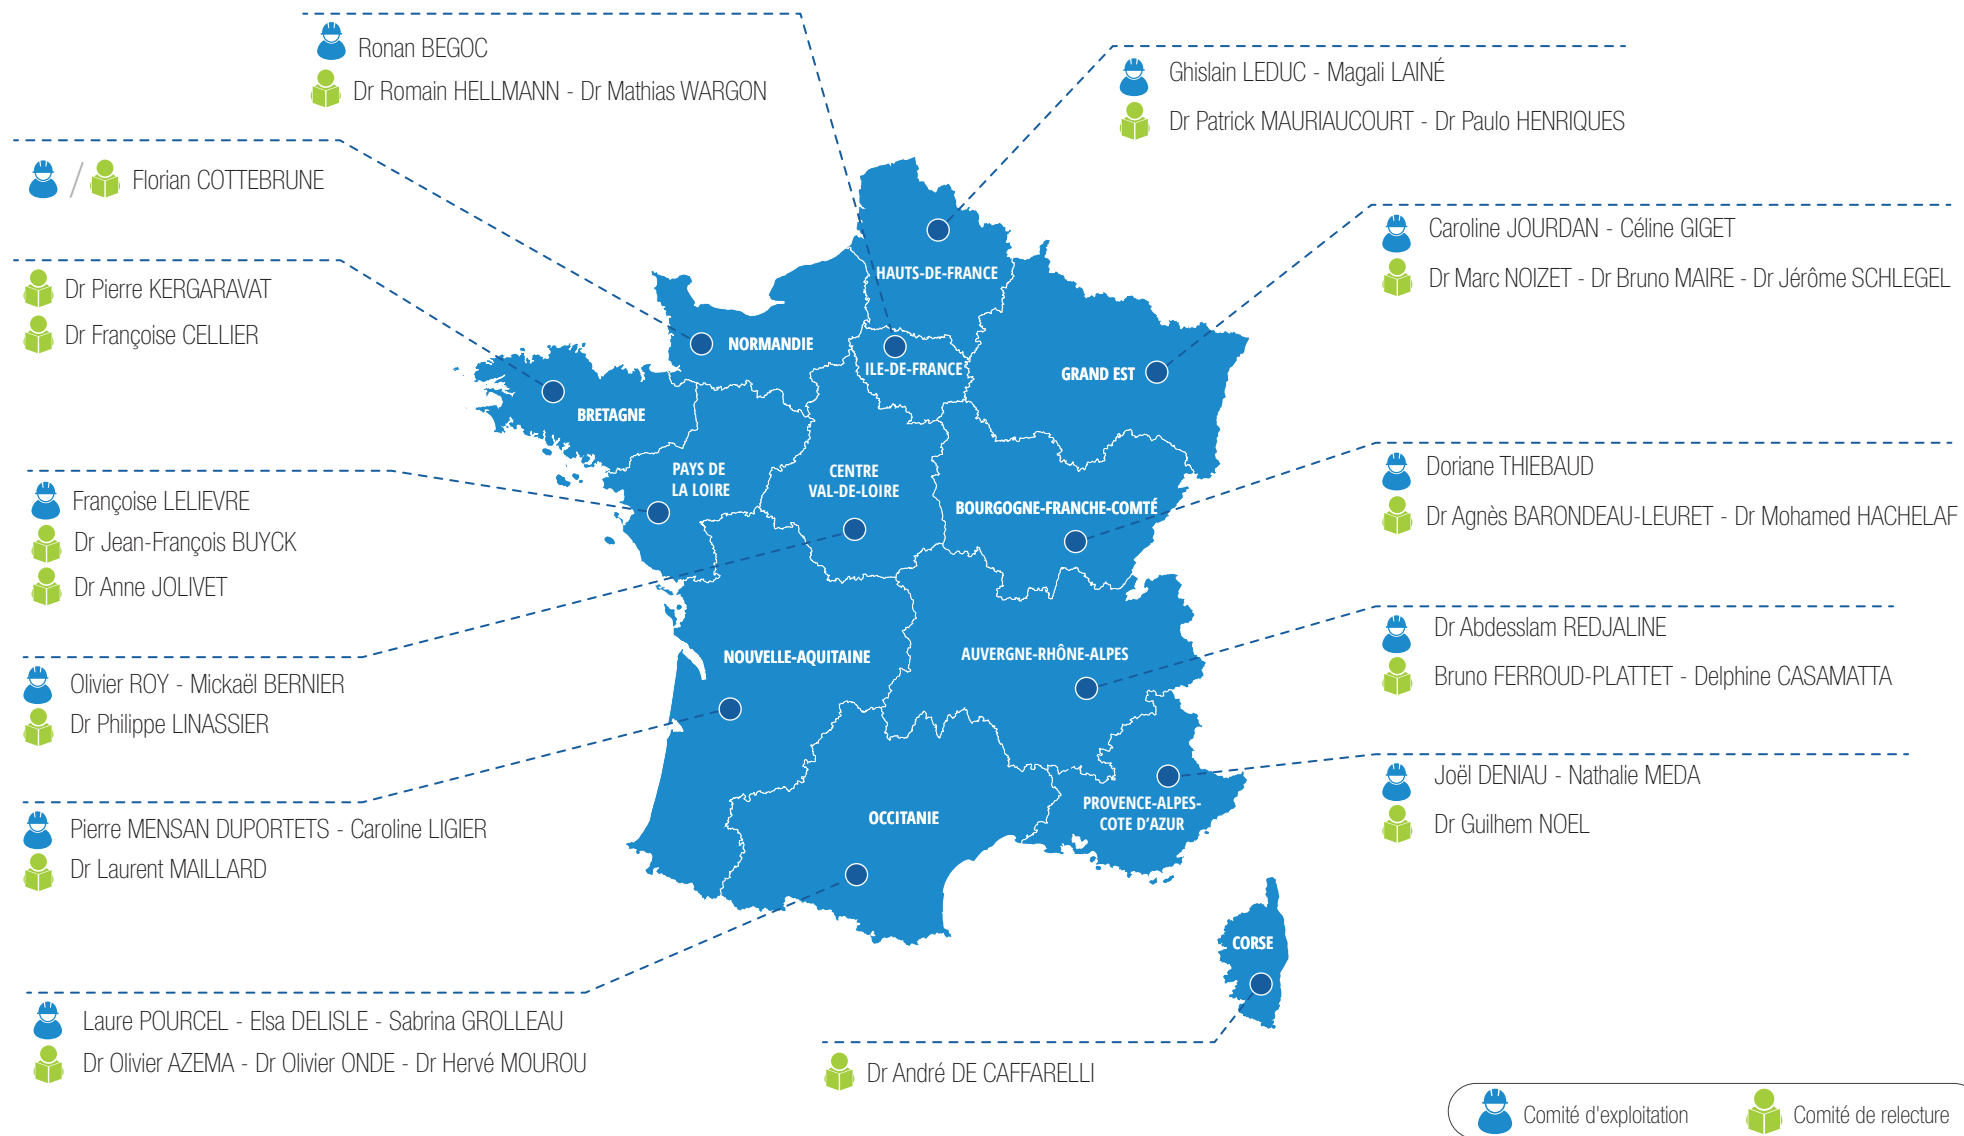 Ronan BEGOC
Dr Romain HELLMANN - Dr Mathias WARGON
Ghislain LEDUC - Magali LAINÉ
Dr Patrick MAURIAUCOURT - Dr Paulo HENRIQUES
/ Florian COTTEBRUNE
Caroline JOURDAN - Céline GIGET
Dr Marc NOIZET - Dr Bruno MAIRE - Dr Jérôme SCHLEGEL
Dr Pierre KERGARAVAT
Dr Françoise CELLIER
HAUTS-DE-FRANCE
NORMANDIE
ILE-DE-FRANCE
GRAND EST
BRETAGNE
PAYS DE
LA LOIRE
CENTRE
VAL-DE-LOIRE
BOURGOGNE-FRANCHE-COMTÉ
Françoise LELIEVRE
Dr Jean-François BUYCK
Dr Anne JOLIVET
Doriane THIEBAUD
Dr Agnès BARONDEAU-LEURET - Dr Mohamed HACHELAF
NOUVELLE-AQUITAINE
AUVERGNE-RHÔNE-ALPES
Olivier ROY - Mickaël BERNIER
Dr Philippe LINASSIER
Dr Abdesslam REDJALINE
Bruno FERROUD-PLATTET - Delphine CASAMATTA
Pierre MENSAN DUPORTETS - Caroline LIGIER
Dr Laurent MAILLARD
OCCITANIE
PROVENCE-ALPES-
COTE D'AZUR
Joël DENIAU - Nathalie MEDA
Dr Guilhem NOEL
CORSE
Laure POURCEL - Elsa DELISLE - Sabrina GROLLEAU
Dr Olivier AZEMA - Dr Olivier ONDE - Dr Hervé MOUROU
Dr André DE CAFFARELLI
Comité d'exploitation
Comité de relecture